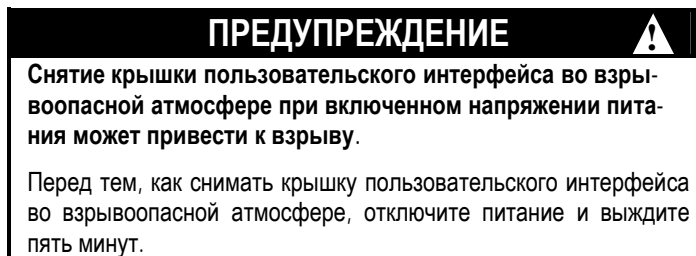 ПРЕДУПРЕЖДЕНИЕ
Снятие крышки пользовательского интерфейса во взры-
воопасной атмосфере при включенном напряжении пита-
ния может привести к взрыву.
Перед тем, как снимать крышку пользовательского интерфейса
во взрывоопасной атмосфере, отключите питание и выждите
пять минут.